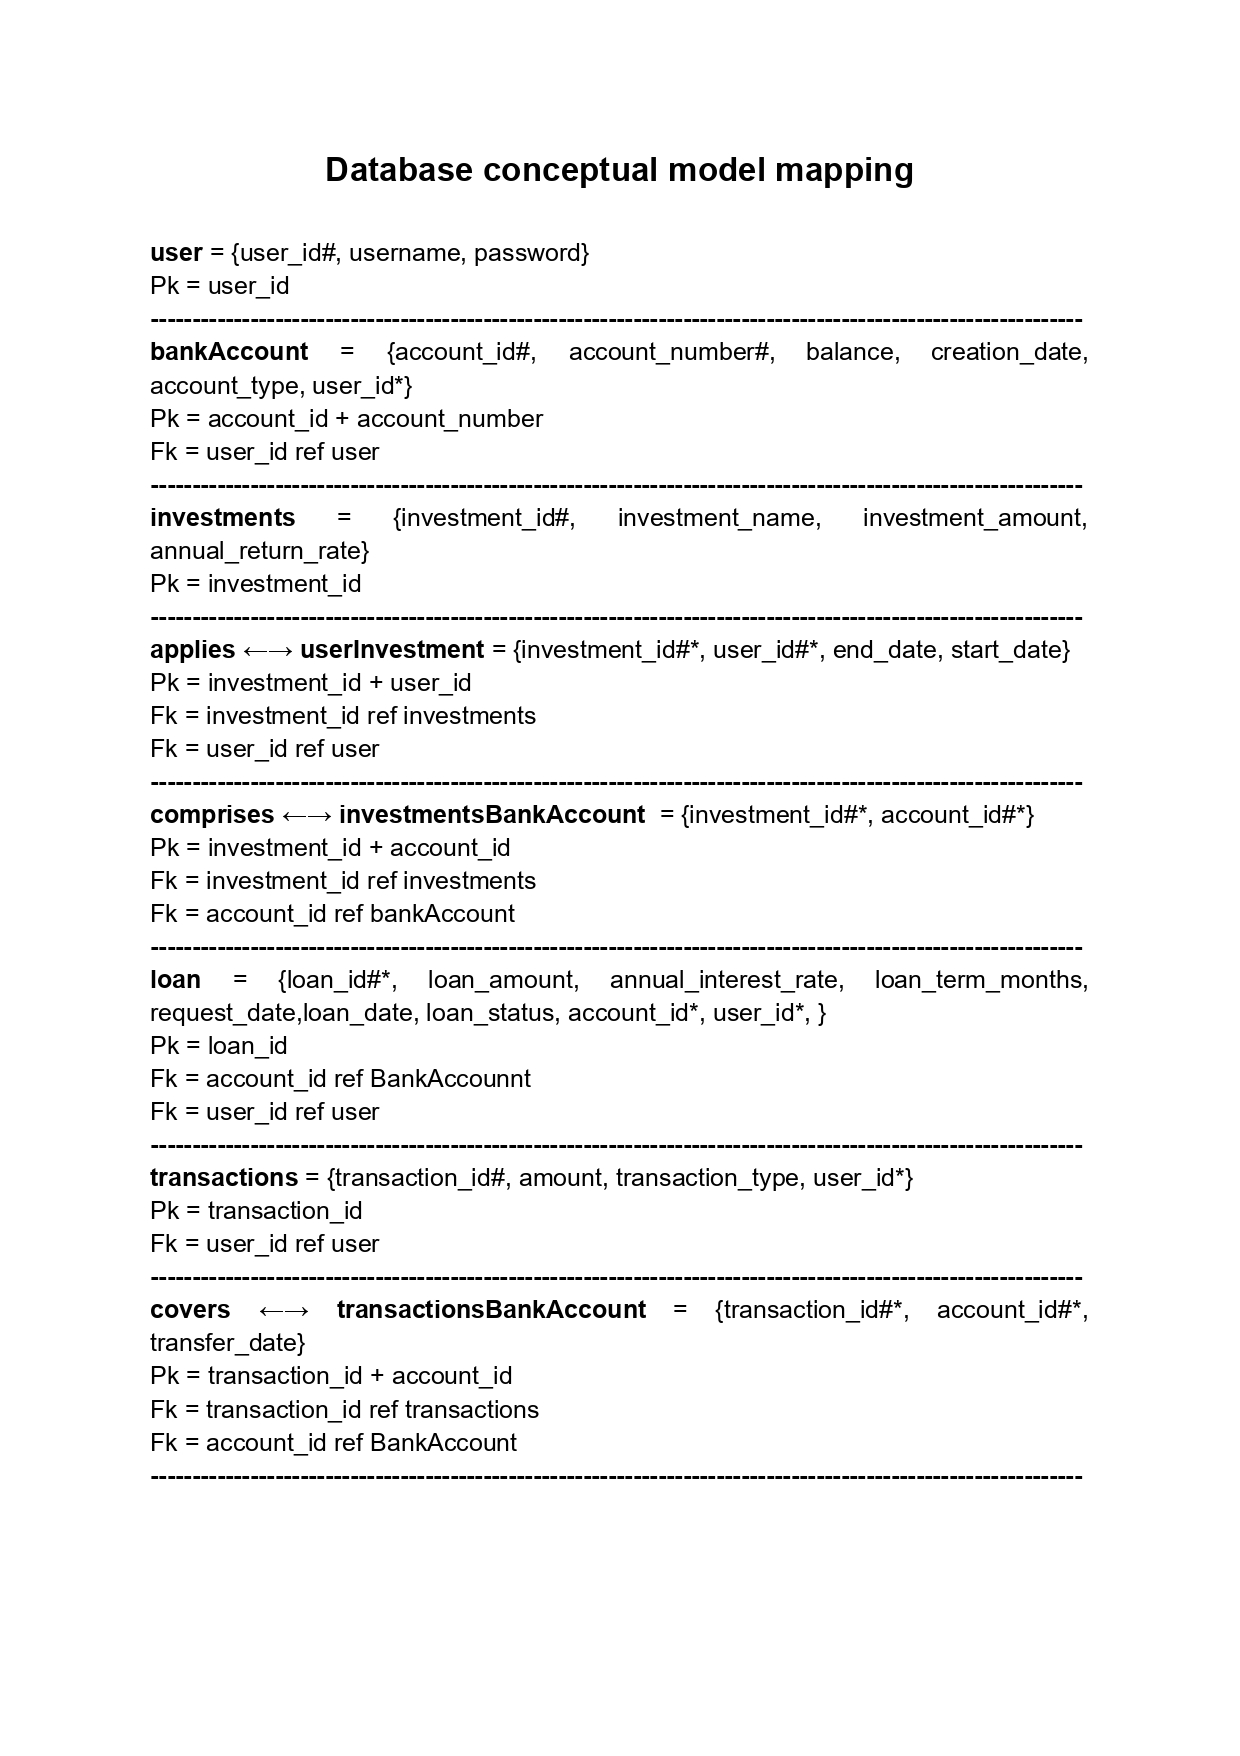 Database conceptual model mapping
user = {user_id#, username, password}
Pk = user_id
---------------------------------------------------------------------------------------------------------------
bankAccount = {account_id#, account_number#, balance, creation_date,
account_type, user_id*}
Pk = account_id + account_number
Fk = user_id ref user
---------------------------------------------------------------------------------------------------------------
investments = {investment_id#, investment_name, investment_amount,
annual_return_rate}
Pk = investment_id
---------------------------------------------------------------------------------------------------------------
applies ←→ userInvestment = {investment_id#*, user_id#*, end_date, start_date}
Pk = investment_id + user_id
Fk = investment_id ref investments
Fk = user_id ref user
---------------------------------------------------------------------------------------------------------------
comprises ←→ investmentsBankAccount = {investment_id#*, account_id#*}
Pk = investment_id + account_id
Fk = investment_id ref investments
Fk = account_id ref bankAccount
---------------------------------------------------------------------------------------------------------------
loan = {loan_id#*, loan_amount, annual_interest_rate, loan_term_months,
request_date,loan_date, loan_status, account_id*, user_id*, }
Pk = loan_id
Fk = account_id ref BankAccounnt
Fk = user_id ref user
---------------------------------------------------------------------------------------------------------------
transactions = {transaction_id#, amount, transaction_type, user_id*}
Pk = transaction_id
Fk = user_id ref user
---------------------------------------------------------------------------------------------------------------
covers ←→ transactionsBankAccount = {transaction_id#*, account_id#*,
transfer_date}
Pk = transaction_id + account_id
Fk = transaction_id ref transactions
Fk = account_id ref BankAccount
---------------------------------------------------------------------------------------------------------------